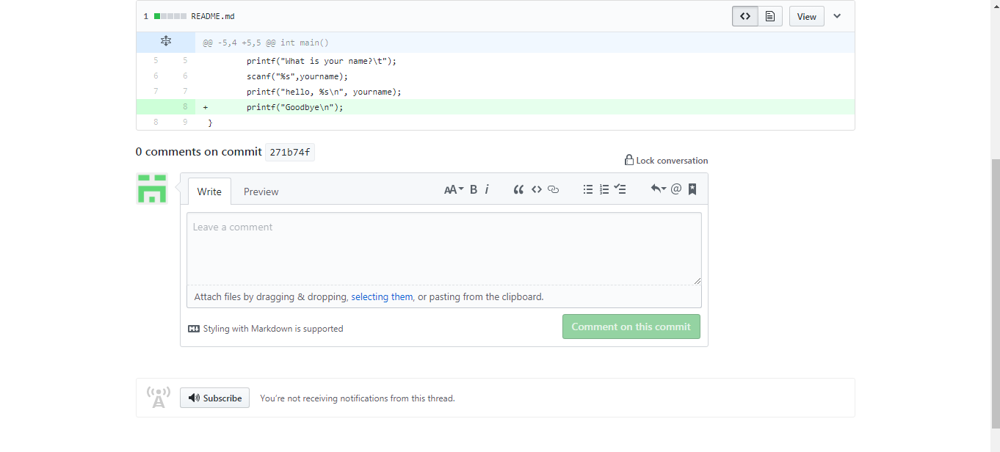 1 README.md View
@@ -5,4 +5,5 @@ int main()
5 5 printf("What is your name?\t");
6 6 scanf("%s",yourname);
7 7 printf("hello, %s\n", yourname);
8 + printf("Goodbye\n");
8 9 }
0 comments on commit 271b74f
Lock conversation
Write Preview AA B i
Leave a comment
Attach files by dragging & dropping, selecting them, or pasting from the clipboard.
Styling with Markdown is supported
Comment on this commit
Subscribe You're not receiving notifications from this thread.